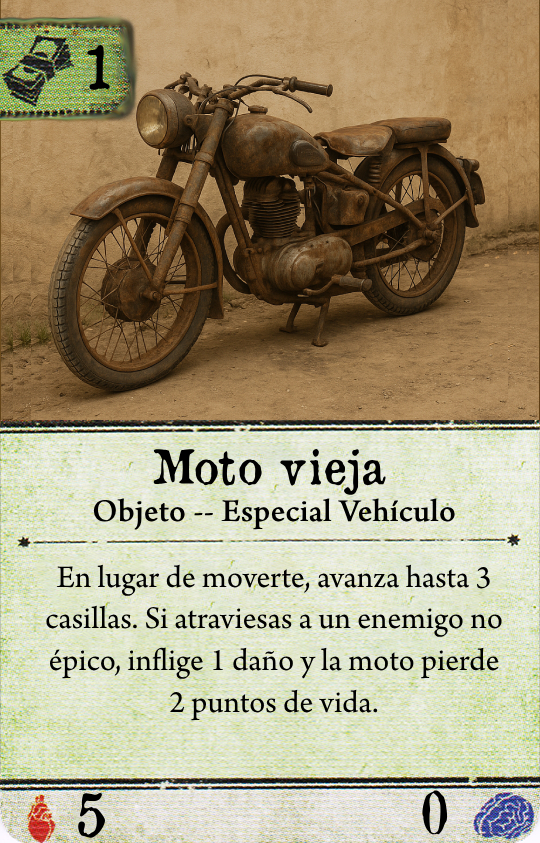 1
Moto vieja
Objeto -- Especial Vehículo
En lugar de moverte, avanza hasta 3
casillas. Si atraviesas a un enemigo no
épico, inflige 1 daño y la moto pierde
2 puntos de vida.
5 0